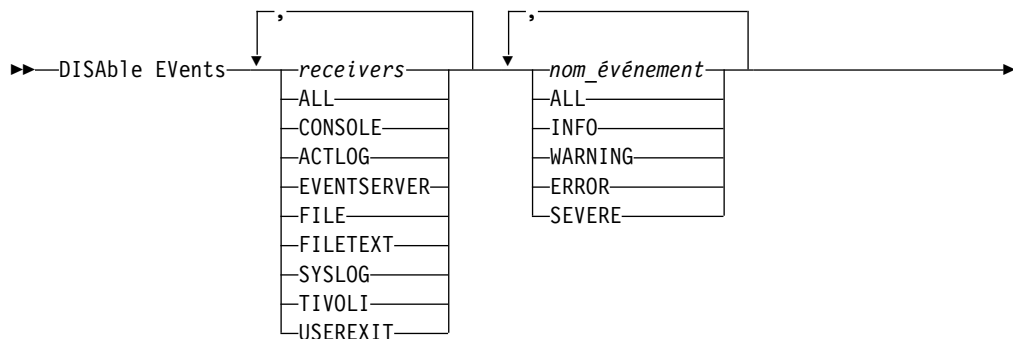 , ,
DISAble EVents receivers nom_événement
ALL ALL
CONSOLE INFO
ACTLOG WARNING
EVENTSERVER ERROR
FILE SEVERE
FILETEXT
SYSLOG
TIVOLI
USEREXIT